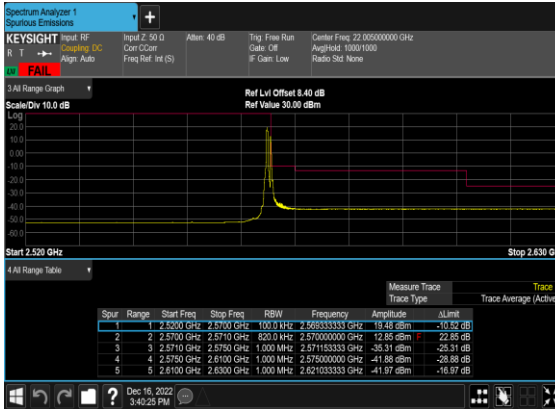 Spectrum Analyzer 1
Spurious Emissions
+
KEYSIGHT Input: RF Input Z: 50 Ω Atten: 40 dB Trig: Free Run Center Freq: 22.005000000 GHz
R T Coupling: DC Corr CCorr Gate: Off Avg|Hold: 1000/1000
Align: Auto Freq Ref: Int (S) IF Gain: Low Radio Std: None
FAIL
3 All Range Graph
Ref Lvl Offset 8.40 dB
Scale/Div 10.0 dB Ref Value 30.00 dBm
Log
20.0
10.0
0.00
-10.0
-20.0
-30.0
-40.0
-50.0
-60.0
Start 2.520 GHz Stop 2.630 G
4 All Range Table
Measure Trace Trace
Trace Type Trace Average (Active
Spur Range Start Freq Stop Freq RBW Frequency Amplitude ΔLimit
1 1 2.5200 GHz 2.5700 GHz 100.0 kHz 2.569333333 GHz 19.48 dBm -10.52 dB
2 2 2.5700 GHz 2.5710 GHz 820.0 kHz 2.570000000 GHz 12.85 dBm F 22.85 dB
3 3 2.5710 GHz 2.5750 GHz 1.000 MHz 2.571153333 GHz -35.31 dBm -25.31 dB
4 4 2.5750 GHz 2.6100 GHz 1.000 MHz 2.575000000 GHz -41.88 dBm -28.88 dB
5 5 2.6100 GHz 2.6300 GHz 1.000 MHz 2.621033333 GHz -41.97 dBm -16.97 dB
? Dec 16, 2022
3:40:25 PM